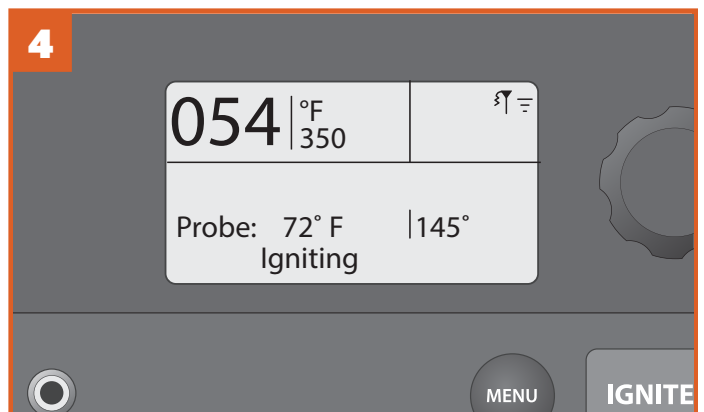 4
054 °F
350
Probe: 72° F 145°
Igniting
MENU
IGNITE